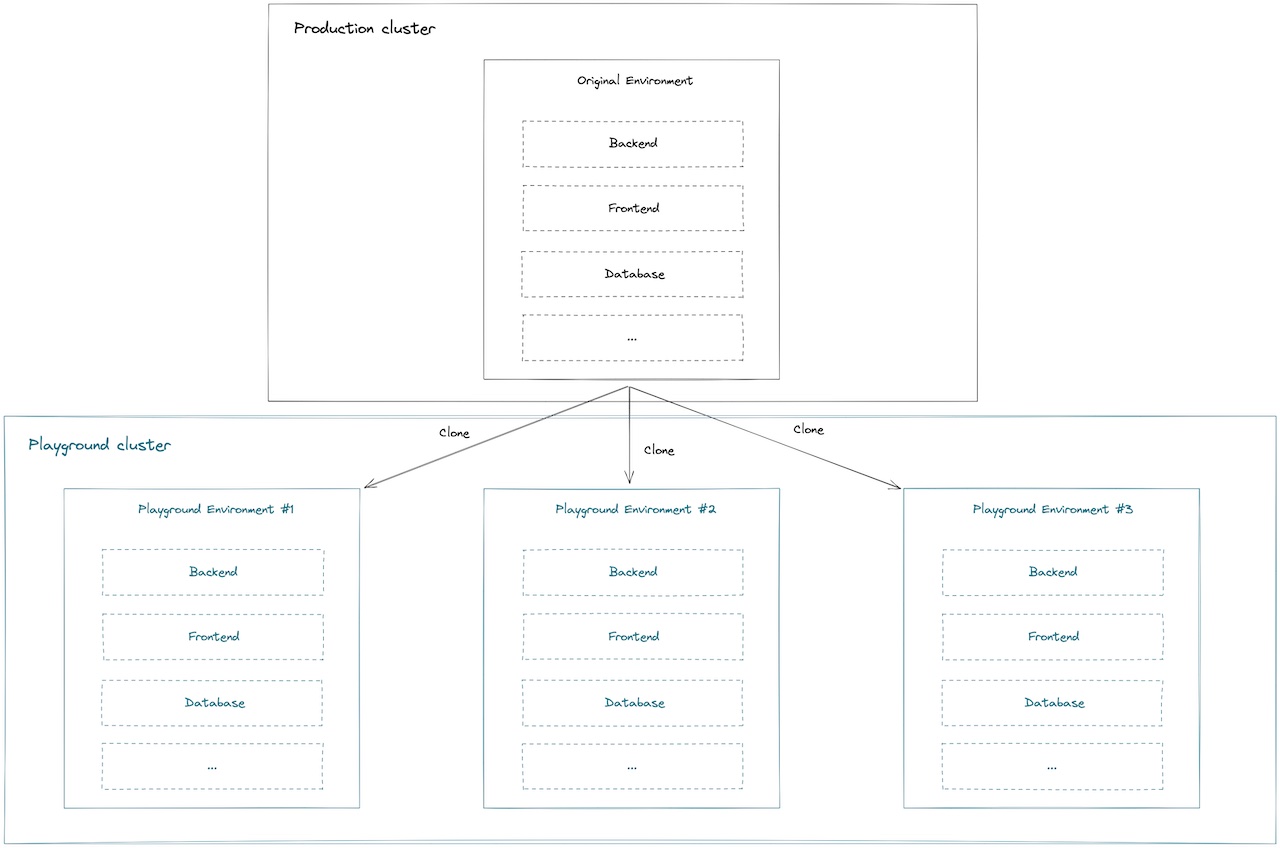 Production cluster
Original Environment
Backend
Frontend
Database
...
Clone
Clone
Clone
Playground cluster
Playground Environment #1
Backend
Frontend
Database
...
Playground Environment #2
Backend
Frontend
Database
...
Playground Environment #3
Backend
Frontend
Database
...